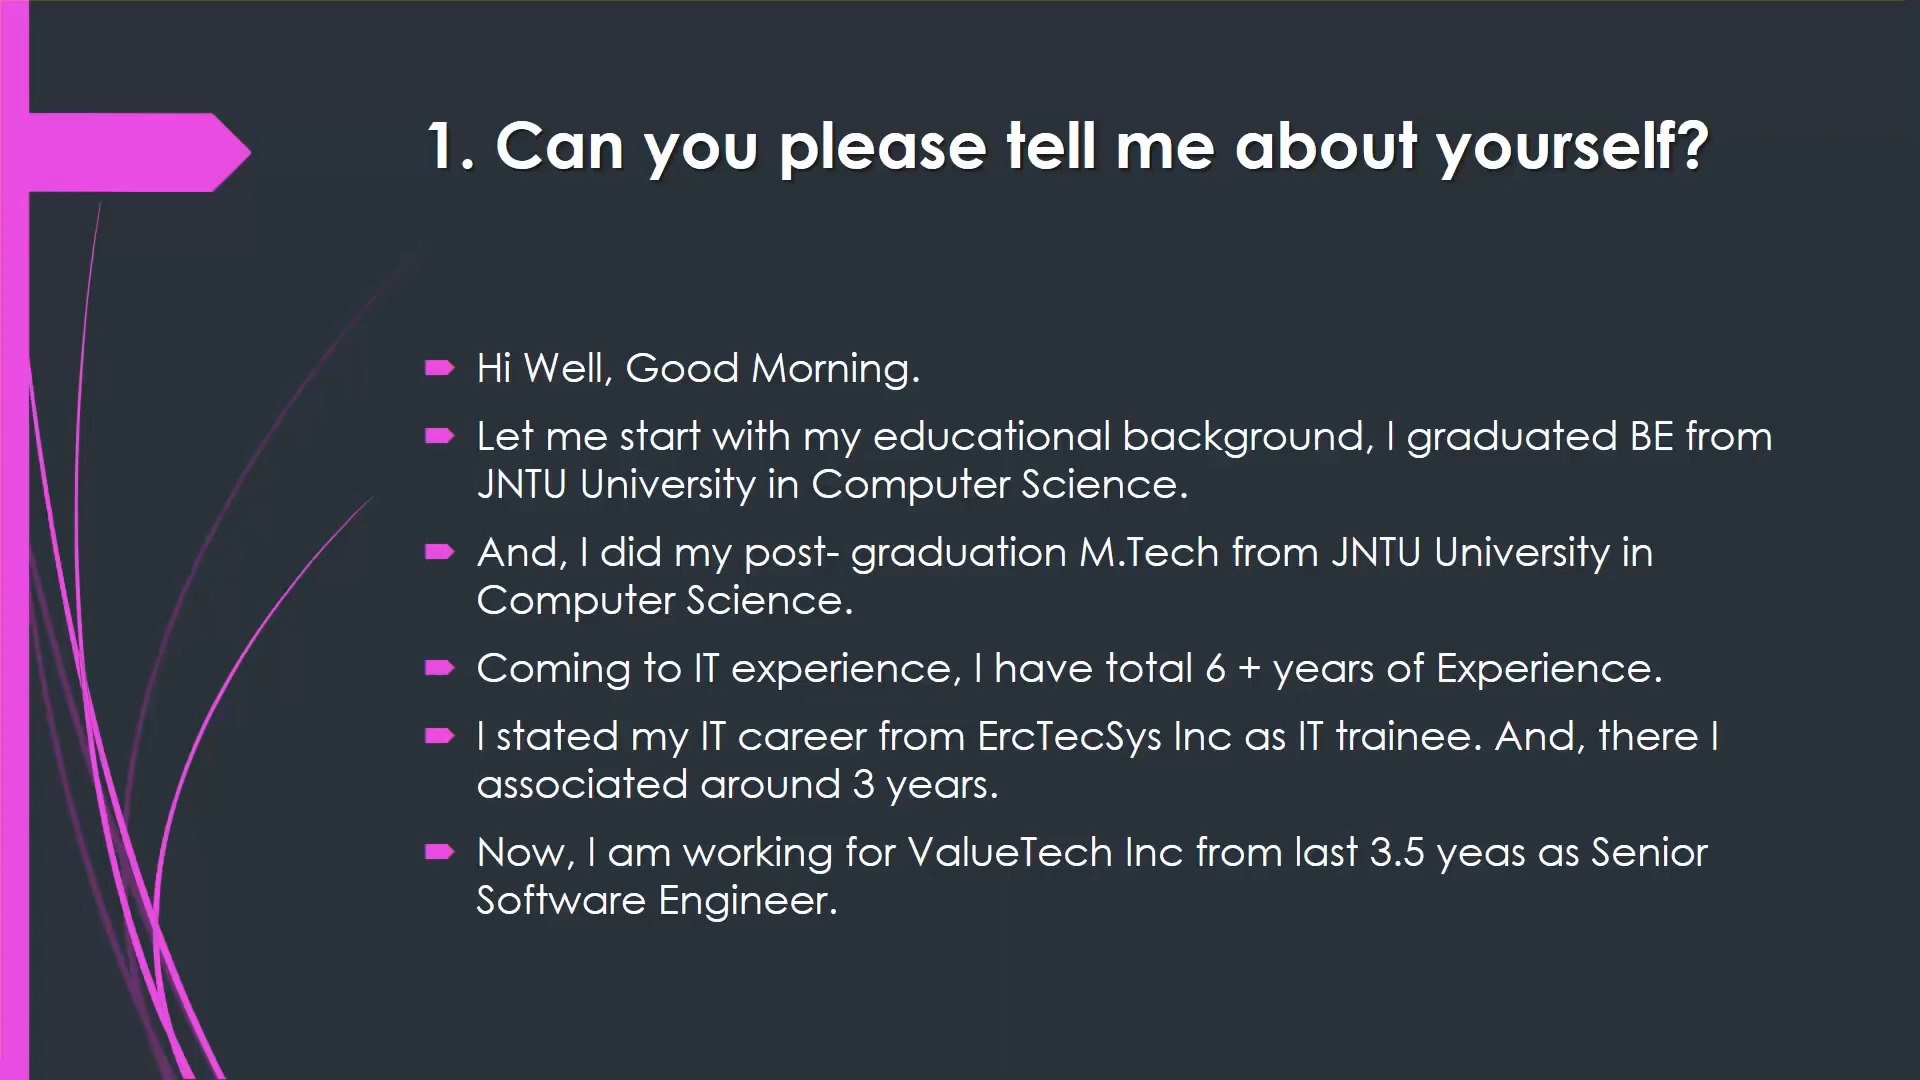 1. Can you please tell me about yourself?
Hi Well, Good Morning.
Let me start with my educational background, I graduated BE from
JNTU University in Computer Science.
And, I did my post- graduation M.Tech from JNTU University in
Computer Science.
Coming to IT experience, I have total 6 + years of Experience.
I stated my IT career from ErcTecSys Inc as IT trainee. And, there I
associated around 3 years.
Now, I am working for ValueTech Inc from last 3.5 yeas as Senior
Software Engineer.